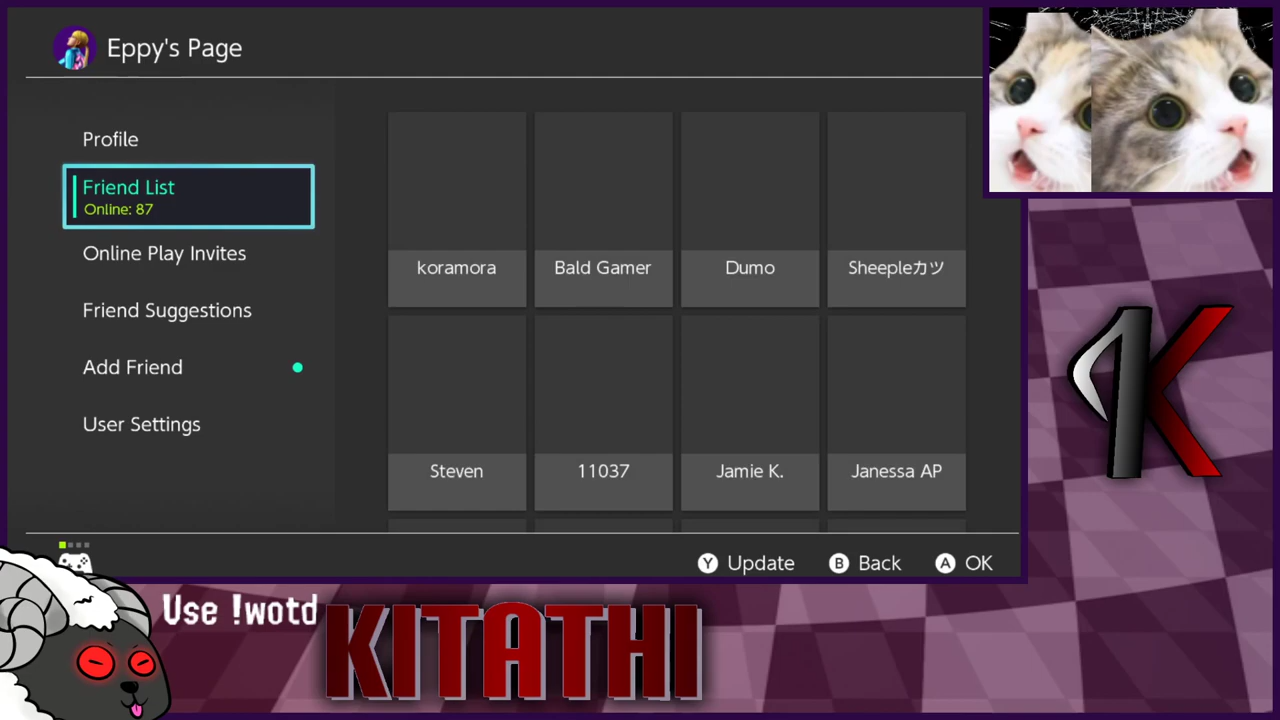 Eppy's Page
Profile
Friend List
Online: 87
Online Play Invites
Friend Suggestions
Add Friend
User Settings
koramora
Bald Gamer
Dumo
Sheepleカツ
Steven
11037
Jamie K.
Janessa AP
Y Update
B Back
A OK
K
Use !wotd
KITATHI